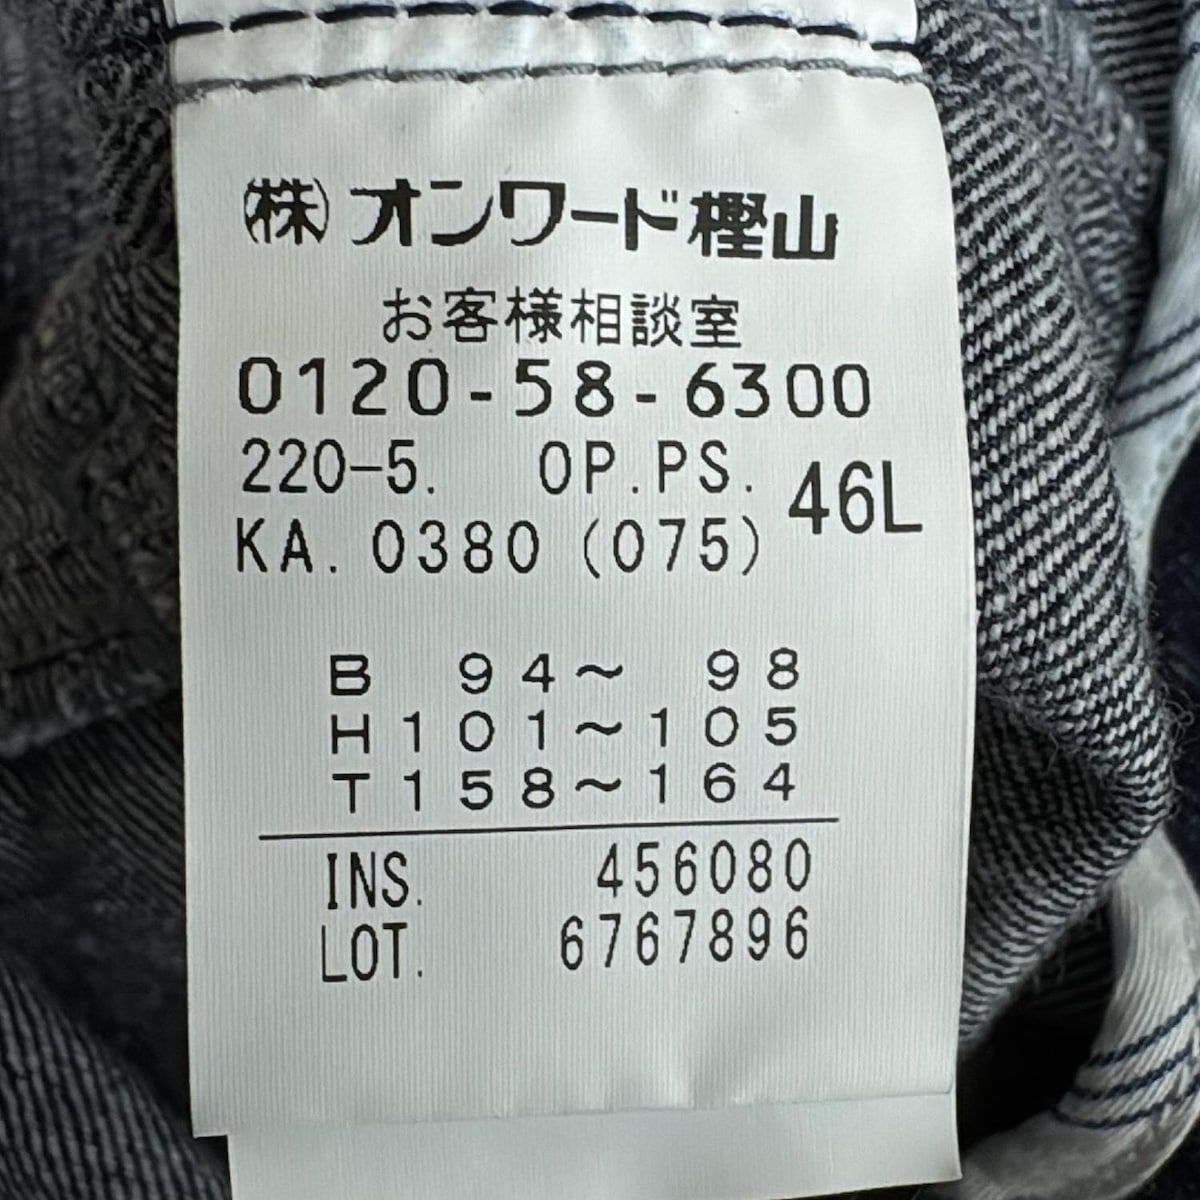 (株)オンワード樫山
お客様相談室
0120-58-6300
220-5. OP.PS. 46L
KA. 0380 (075)
B 94~ 98
H101~105
T158~164
INS. 456080
LOT. 6767896